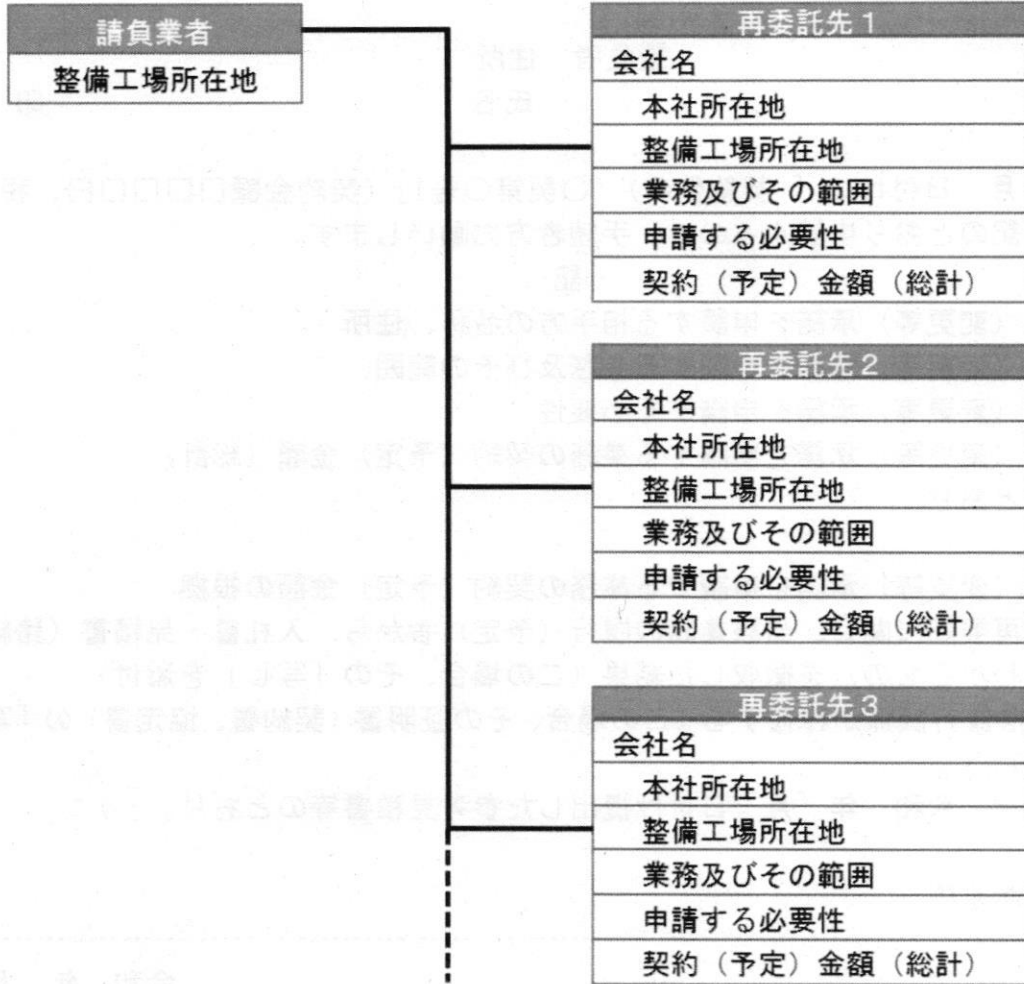 請負業者
整備工場所在地
再委託先1
会社名
本社所在地
整備工場所在地
業務及びその範囲
申請する必要性
契約（予定）金額（総計）
再委託先2
会社名
本社所在地
整備工場所在地
業務及びその範囲
申請する必要性
契約（予定）金額（総計）
再委託先3
会社名
本社所在地
整備工場所在地
業務及びその範囲
申請する必要性
契約（予定）金額（総計）